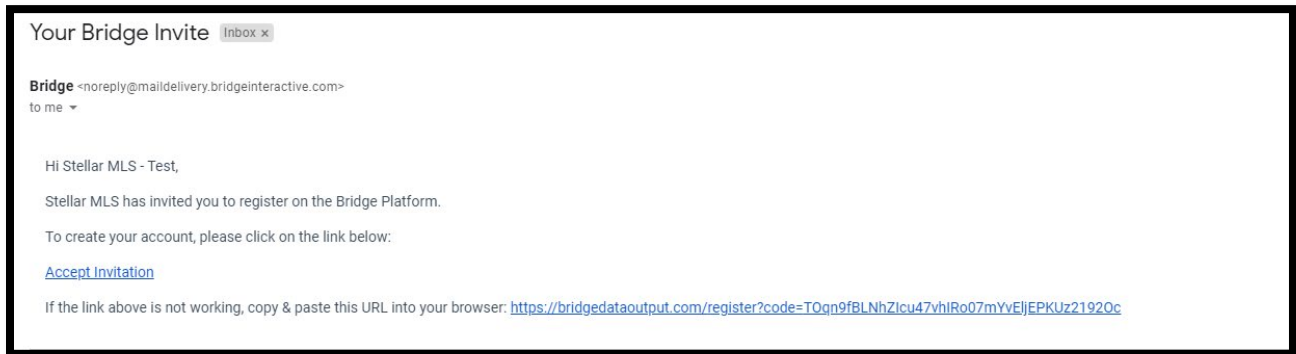 Your Bridge Invite Inbox x
Bridge <noreply@maildelivery.bridgeinteractive.com>
to me
Hi Stellar MLS - Test,
Stellar MLS has invited you to register on the Bridge Platform.
To create your account, please click on the link below:
Accept Invitation
If the link above is not working, copy & paste this URL into your browser: https://bridgedataoutput.com/register?code=TOqn9fBLNhZIcu47vhIRo07mYvEljEPKUz2192Oc